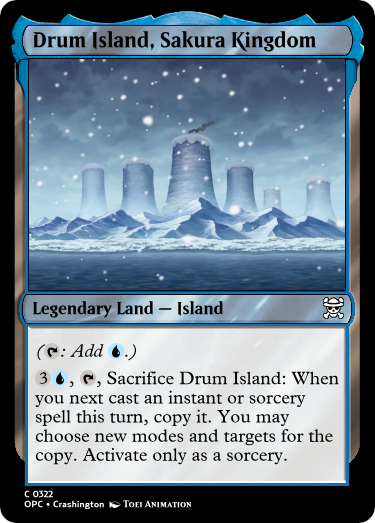 Drum Island, Sakura Kingdom
Legendary Land — Island
(: Add .)
3, , Sacrifice Drum Island: When
you next cast an instant or sorcery
spell this turn, copy it. You may
choose new modes and targets for the
copy. Activate only as a sorcery.
C 0322
OPC • Crashington Toei Animation